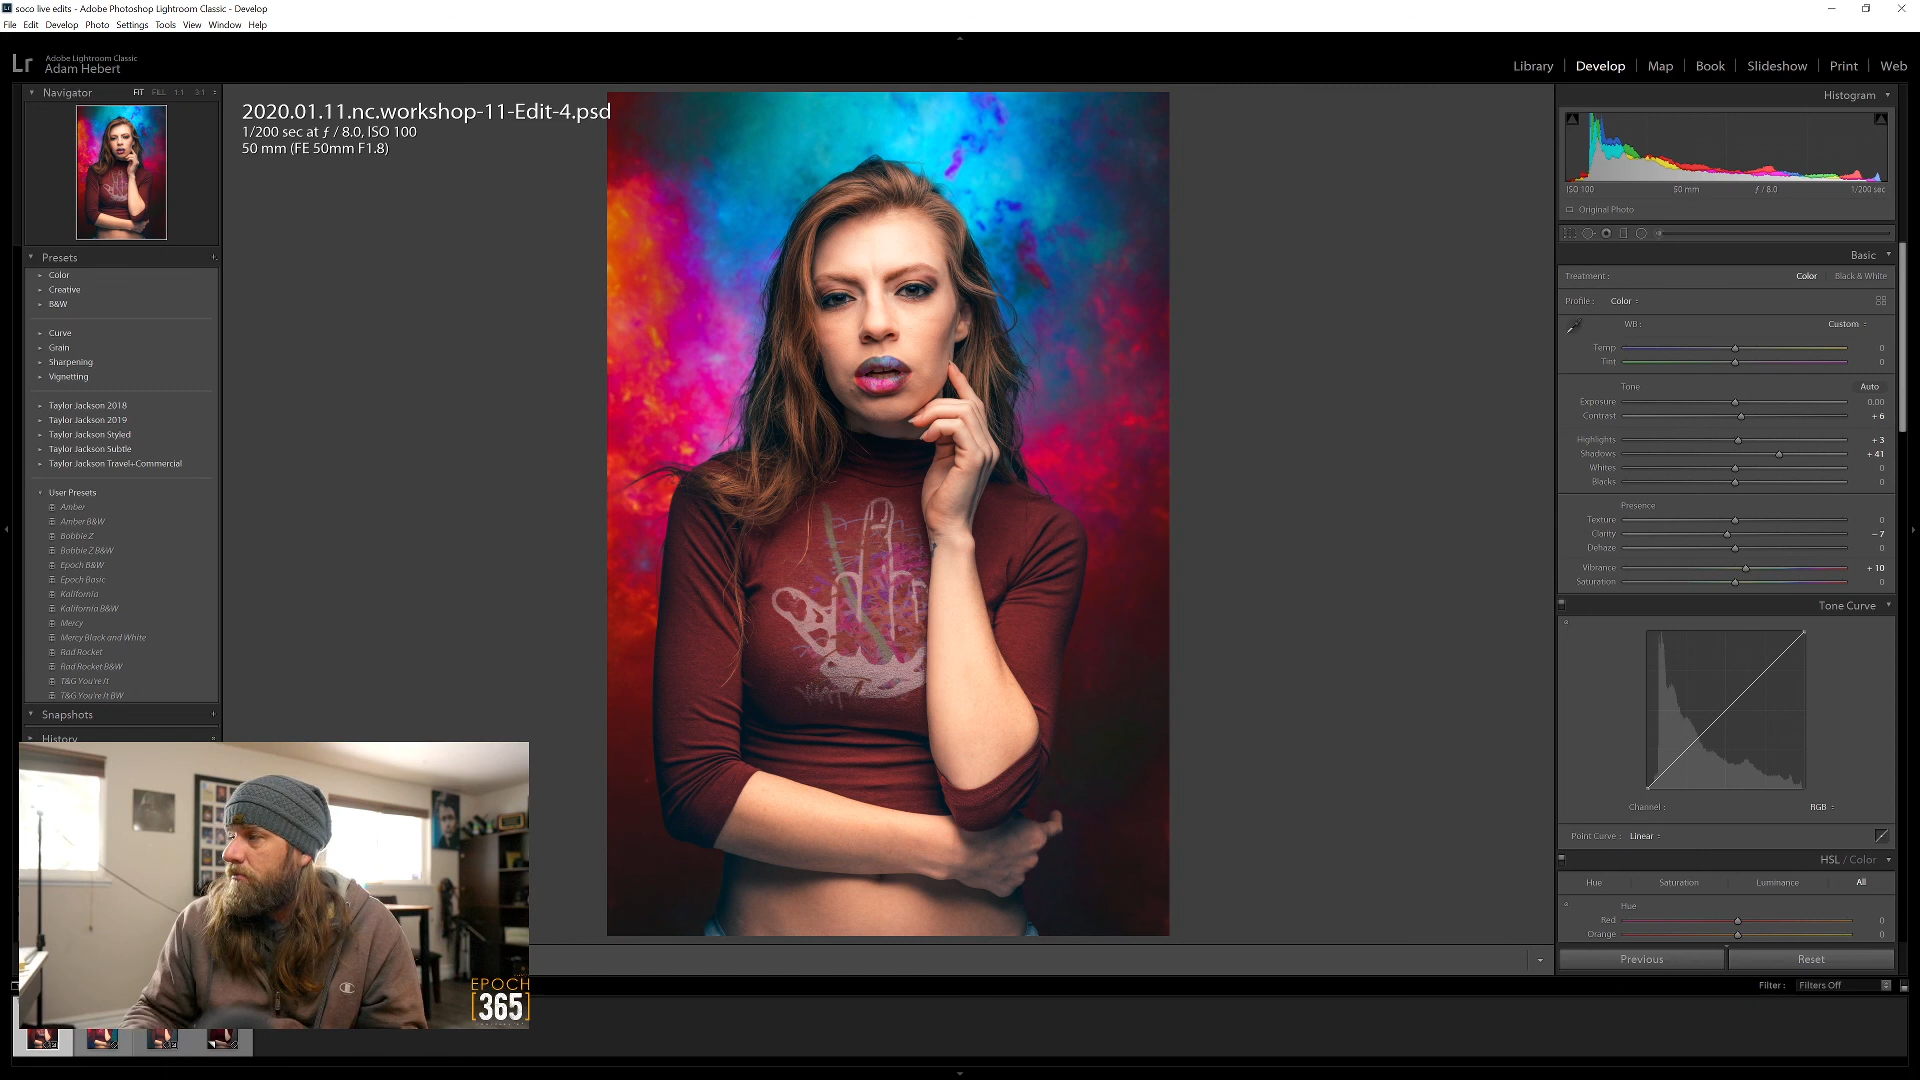 soco live edits - Adobe Photoshop Lightroom Classic - Develop
File Edit Develop Photo Settings Tools View Window Help
Lr Adobe Lightroom Classic
Adam Hebert
Library | Develop | Map | Book | Slideshow | Print | Web
Navigator FIT FILL 1:1 3:1
2020.01.11.nc.workshop-11-Edit-4.psd
1/200 sec at ƒ / 8.0, ISO 100
50 mm (FE 50mm F1.8)
Presets +
Color
Creative
B&W
Curve
Grain
Sharpening
Vignetting
Taylor Jackson 2018
Taylor Jackson 2019
Taylor Jackson Styled
Taylor Jackson Subtle
Taylor Jackson Travel+Commercial
User Presets
Amber
Amber B&W
Bobbie Z
Bobbie Z B&W
Epoch B&W
Epoch Basic
Kalifornia
Kalifornia B&W
Mercy
Mercy Black and White
Rad Rocket
Rad Rocket B&W
T&G You're It
T&G You're It BW
Snapshots +
History
EPOCH
[365]
Histogram
ISO 100 50 mm ƒ / 8.0 1/200 sec
Original Photo
Basic
Treatment : Color Black & White
Profile : Color
WB : Custom
Temp 0
Tint 0
Tone Auto
Exposure 0.00
Contrast + 6
Highlights + 3
Shadows + 41
Whites 0
Blacks 0
Presence
Texture 0
Clarity − 7
Dehaze 0
Vibrance + 10
Saturation 0
Tone Curve
Channel : RGB
Point Curve : Linear
HSL / Color
Hue Saturation Luminance All
Hue
Red 0
Orange 0
Previous Reset
Filter : Filters Off